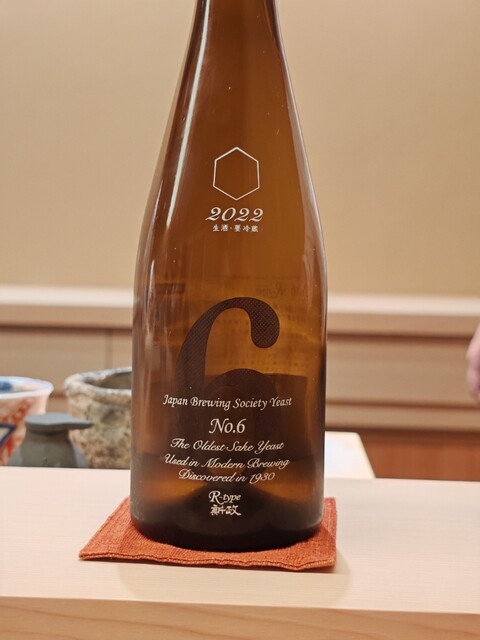 2022
生酒・要冷蔵
6
Japan Brewing Society Yeast
No.6
The Oldest Sake Yeast
Used in Modern Brewing
Discovered in 1930
R-type
新政